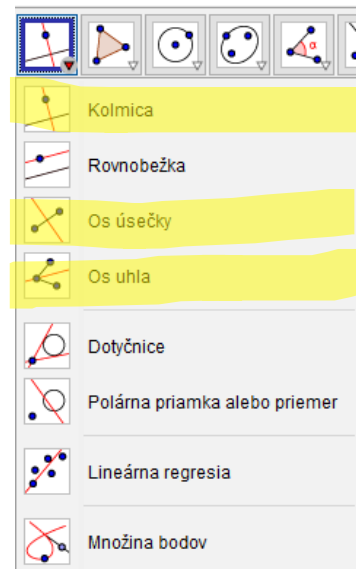 α
Kolmica
Rovnobežka
Os úsečky
Os uhla
Dotyčnice
Polárna priamka alebo priemer
Lineárna regresia
Množina bodov